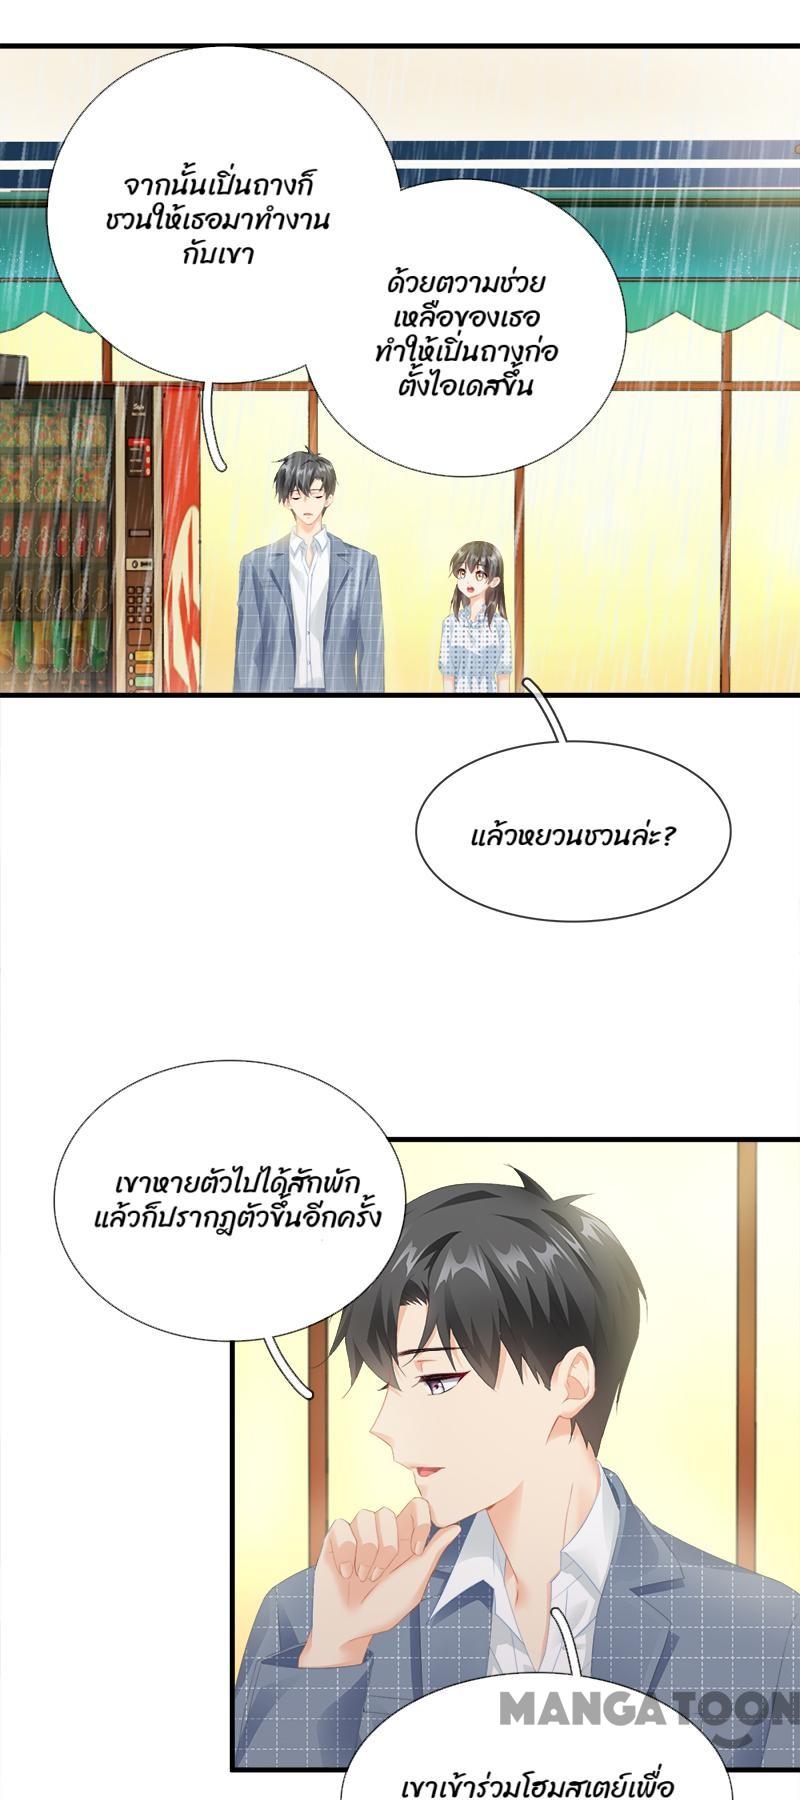 จากนั้นเปิ่นถางก็
ชวนให้เธอมาทำงาน
กับเขา
ด้วยตวามช่วย
เหลือของเธอ
ทำให้เปิ่นถางก่อ
ตั้งไอเดสขึ้น
แล้วหยวนชวนล่ะ?
เขาหายตัวไปได้สักพัก
แล้วก็ปรากฎตัวขึ้นอีกครั้ง
MANGATOON
เขาเข้าร่วมโฮมสเตย์เพื่อ